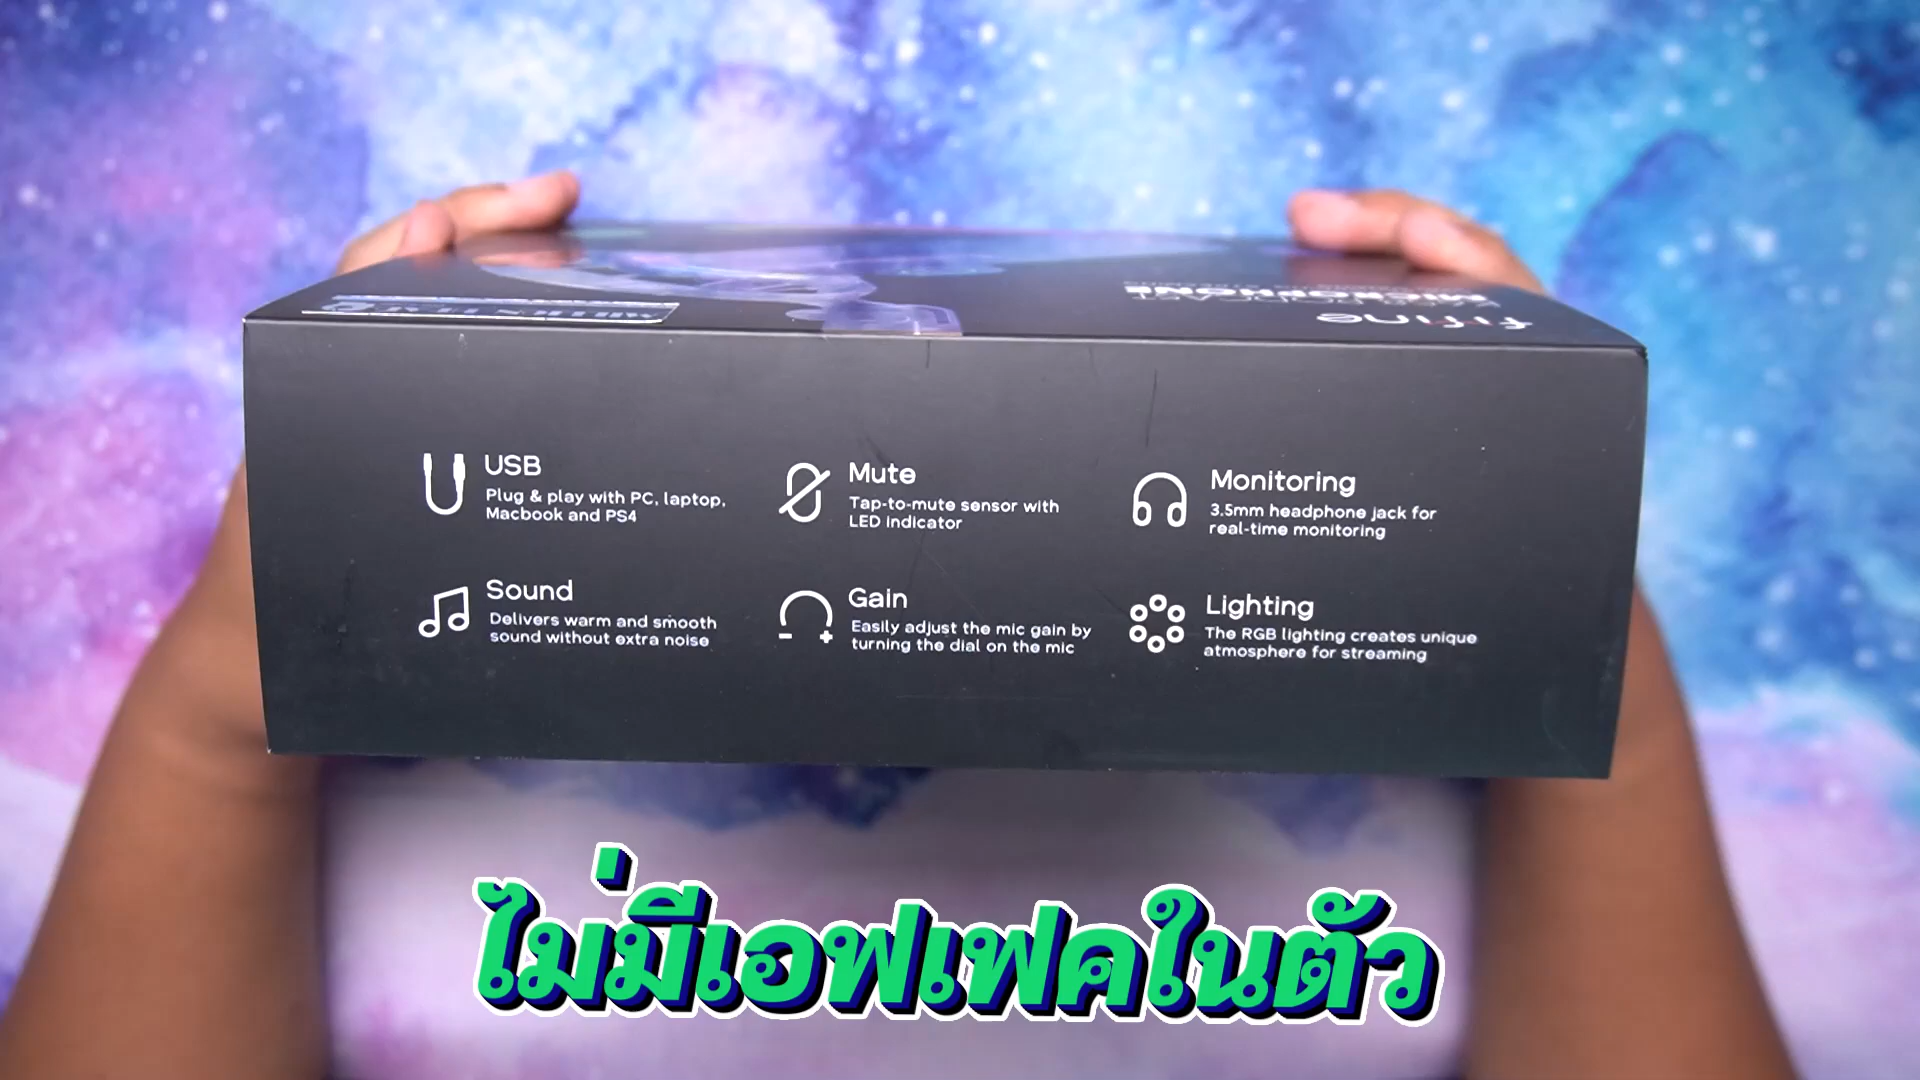 fifine
MICROPHONE
USB
Plug & play with PC, laptop,
Macbook and PS4
Mute
Tap-to-mute sensor with
LED indicator
Monitoring
3.5mm headphone jack for
real-time monitoring
Sound
Delivers warm and smooth
sound without extra noise
Gain
Easily adjust the mic gain by
turning the dial on the mic
Lighting
The RGB lighting creates unique
atmosphere for streaming
ไม่มีเอฟเฟคในตัว